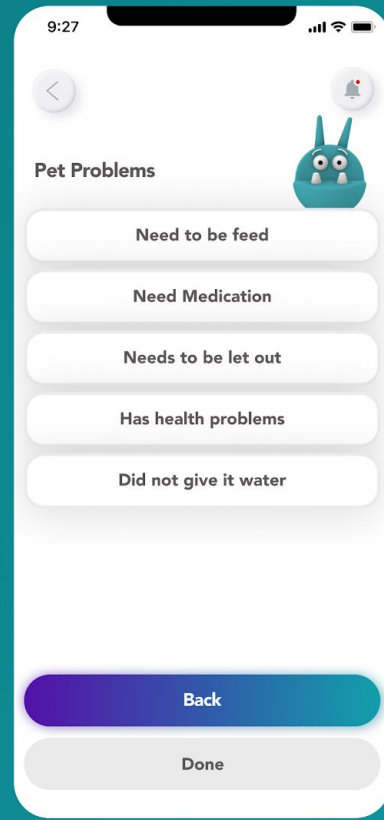 9:27
Pet Problems
Need to be feed
Need Medication
Needs to be let out
Has health problems
Did not give it water
Back
Done